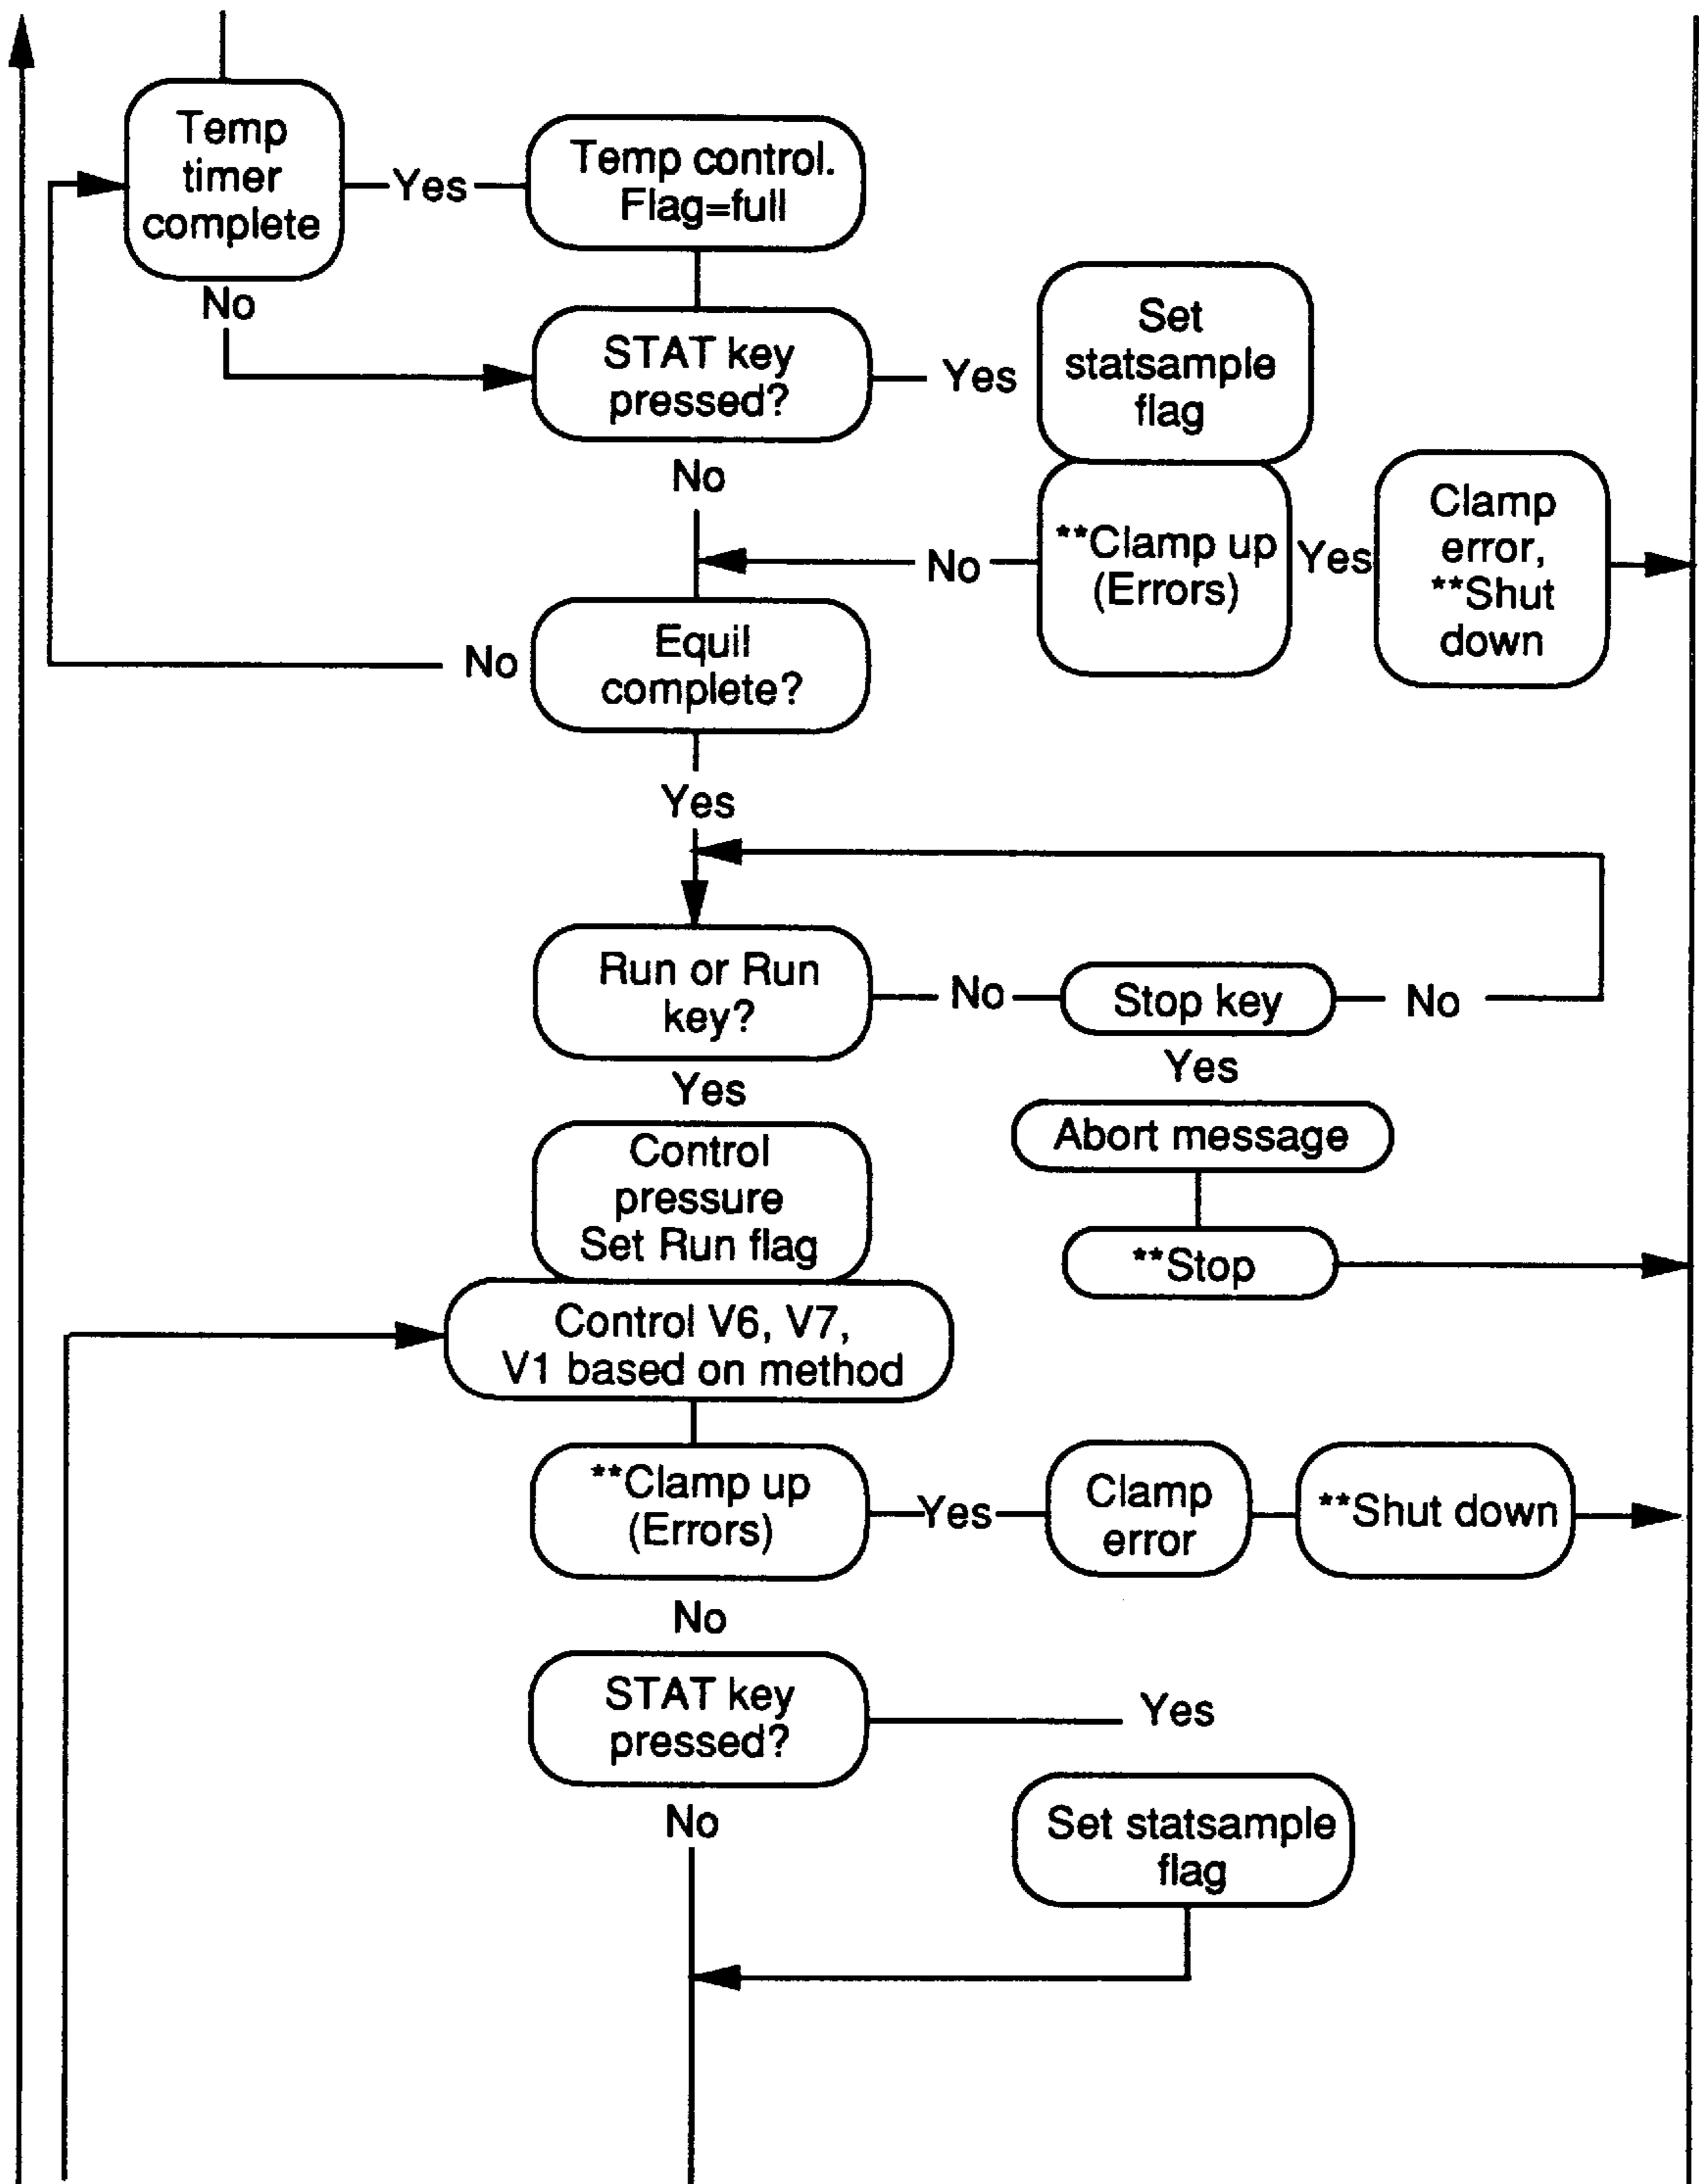 Temp
timer
complete
Yes
Temp control.
Flag=full
No
STAT key
pressed?
Yes
Set
statsample
flag
No
**Clamp up
(Errors)
Yes
Clamp
error,
**Shut
down
No
Equil
complete?
No
Yes
Run or Run
key?
No
Stop key
No
Yes
Yes
Abort message
Control
pressure
Set Run flag
**Stop
Control V6, V7,
V1 based on method
**Clamp up
(Errors)
Yes
Clamp
error
**Shut down
No
STAT key
pressed?
Yes
No
Set statsample
flag